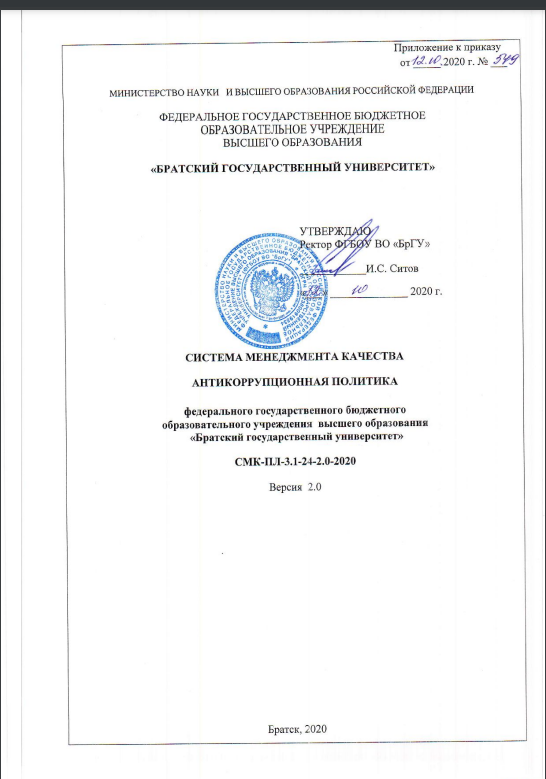 Приложение к приказу
от 12.10.2020 г. № 549
МИНИСТЕРСТВО НАУКИ И ВЫСШЕГО ОБРАЗОВАНИЯ РОССИЙСКОЙ ФЕДЕРАЦИИ
ФЕДЕРАЛЬНОЕ ГОСУДАРСТВЕННОЕ БЮДЖЕТНОЕ
ОБРАЗОВАТЕЛЬНОЕ УЧРЕЖДЕНИЕ
ВЫСШЕГО ОБРАЗОВАНИЯ
«БРАТСКИЙ ГОСУДАРСТВЕННЫЙ УНИВЕРСИТЕТ»
УТВЕРЖДАЮ
Ректор ФГБОУ ВО «БрГУ»
И.С. Ситов
«12» 10 2020 г.
СИСТЕМА МЕНЕДЖМЕНТА КАЧЕСТВА
АНТИКОРРУПЦИОННАЯ ПОЛИТИКА
федерального государственного бюджетного
образовательного учреждения высшего образования
«Братский государственный университет»
СМК-ПЛ-3.1-24-2.0-2020
Версия 2.0
Братск, 2020